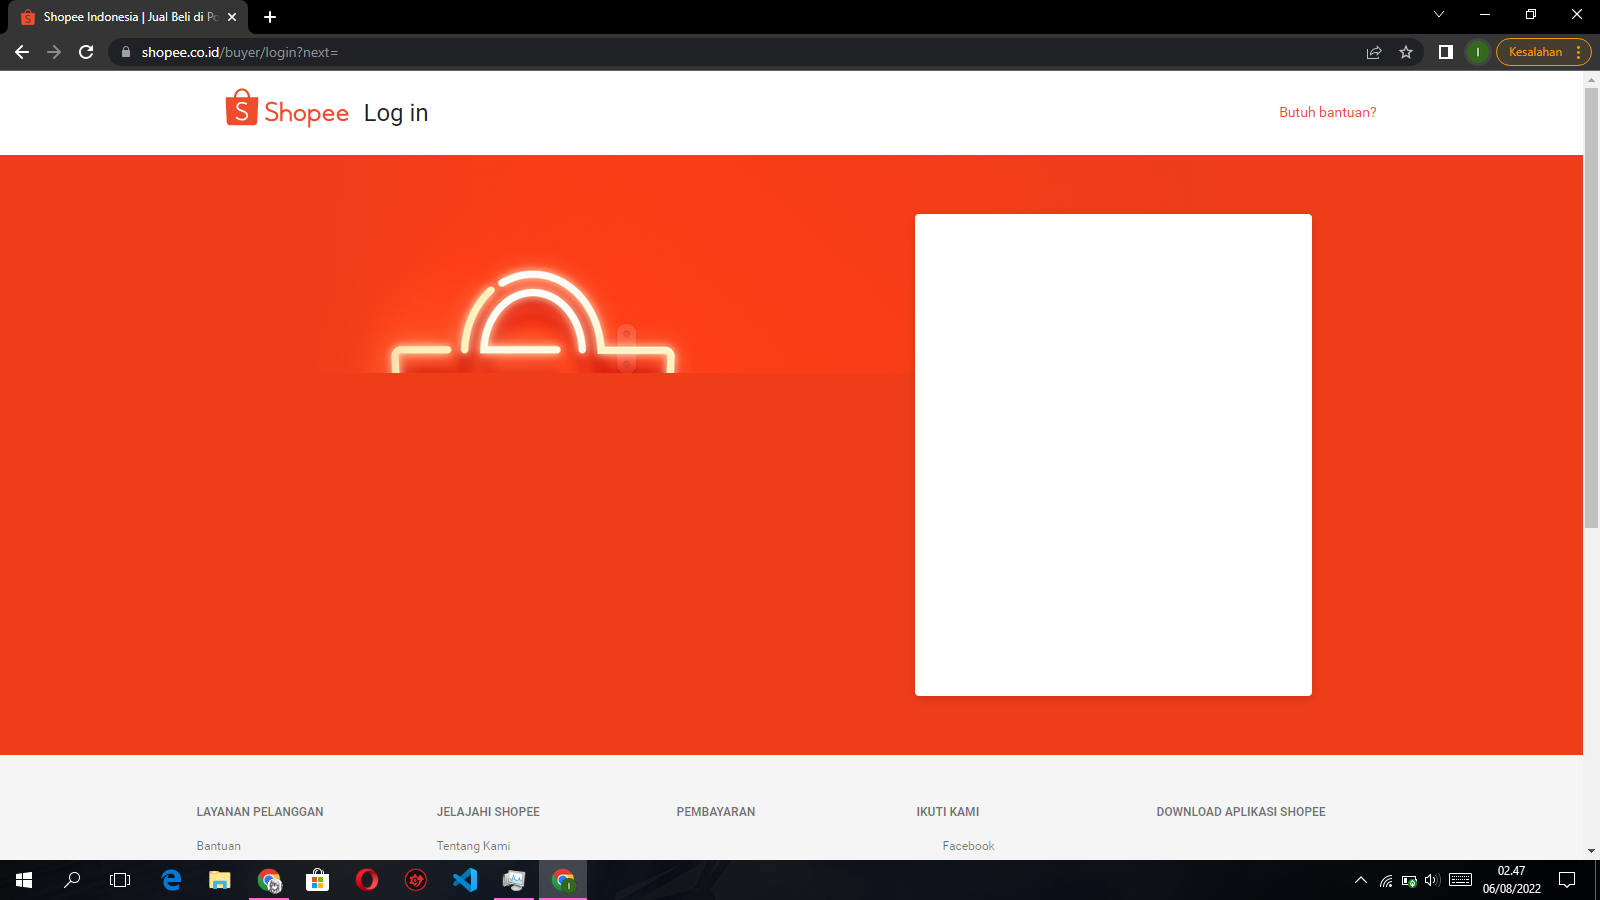 Shopee Indonesia | Jual Beli di Po
shopee.co.id/buyer/login?next=
I
Kesalahan
S
Shopee
Log in
Butuh bantuan?
LAYANAN PELANGGAN
JELAJAHI SHOPEE
PEMBAYARAN
IKUTI KAMI
DOWNLOAD APLIKASI SHOPEE
Bantuan
Tentang Kami
Facebook
02.47
06/08/2022